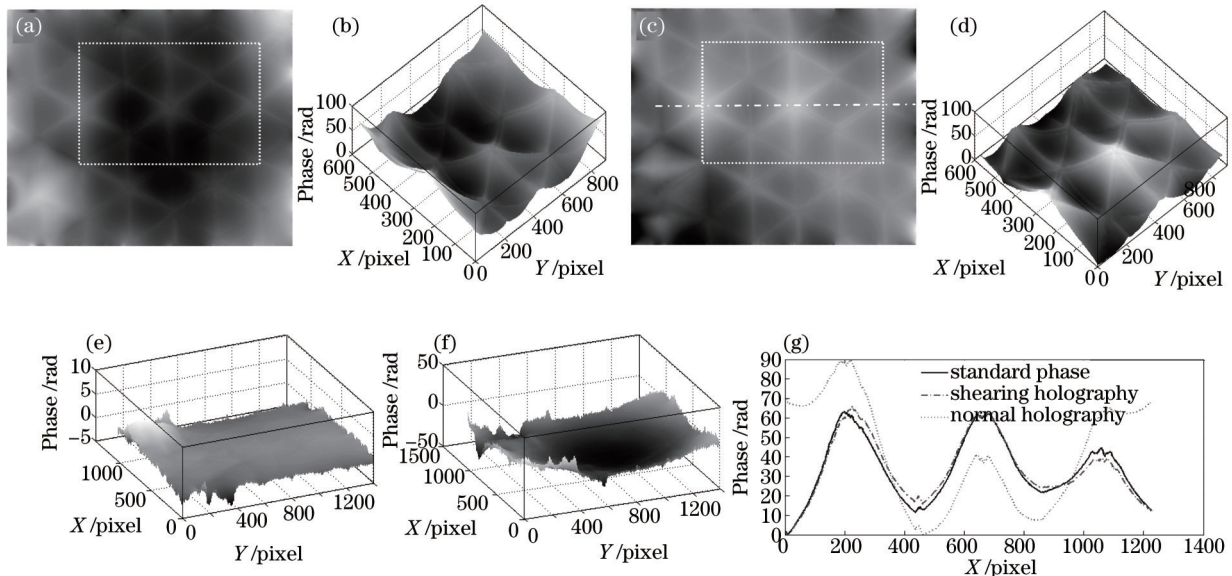 (a)
(b)
Phase /rad
100
50
0
600
500
400
300
200
100
0
X /pixel
0
200
400
600
800
Y /pixel
(c)
(d)
Phase /rad
100
50
0
600
500
400
300
200
100
0
X /pixel
0
200
400
600
800
Y /pixel
(e)
Phase /rad
10
5
0
−5
1000
500
0
X /pixel
0
400
800
1200
Y /pixel
(f)
Phase /rad
50
0
−50
1500
1000
500
0
X /pixel
0
400
800
1200
Y /pixel
(g)
Phase /rad
90
80
70
60
50
40
30
20
10
0
standard phase
shearing holography
normal holography
0 200 400 600 800 1000 1200 1400
X /pixel